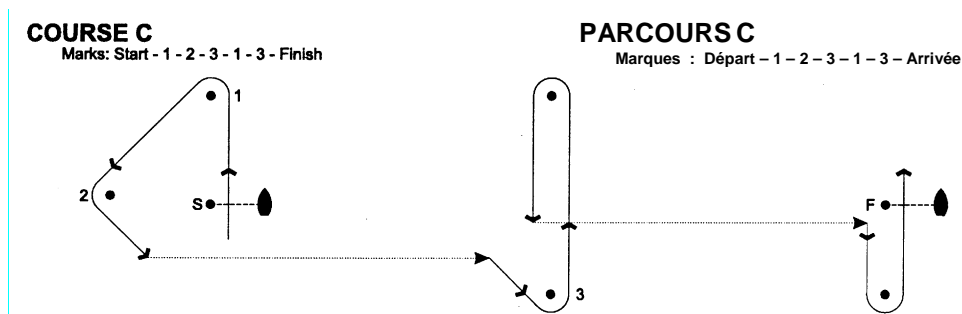 COURSE C
Marks: Start - 1 - 2 - 3 - 1 - 3 - Finish
PARCOURS C
Marques : Départ – 1 – 2 – 3 – 1 – 3 – Arrivée
1
2
S
3
F